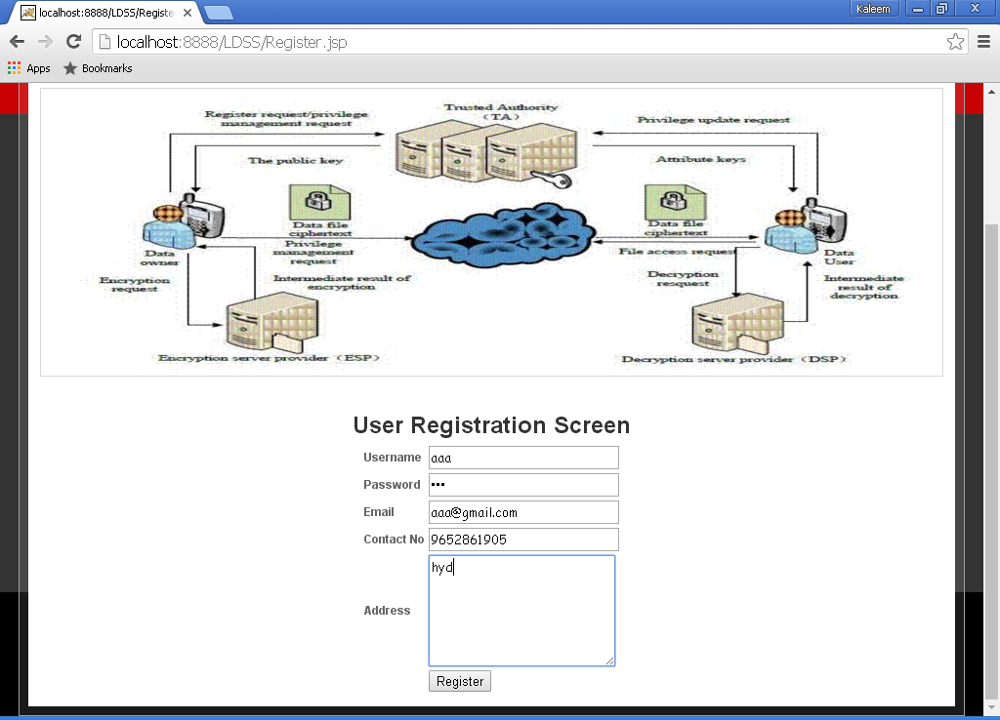 localhost:8888/LDSS/Registe
Kaleem
localhost:8888/LDSS/Register.jsp
Apps
Bookmarks
Trusted Authority
(TA)
Register request/privilege
management request
Privilege update request
The public key
Attribute keys
Data file
ciphertext
Data file
ciphertext
Privilege
management
request
File access request
Data
owner
Data
User
Encryption
request
Intermediate result of
encryption
Decryption
resquest
Intermediate
result of
decryption
Encryption server provider (ESP)
Decryption server provider (DSP)
User Registration Screen
Username aaa
Password •••
Email aaa@gmail.com
Contact No 9652861905
hyd
Address
Register